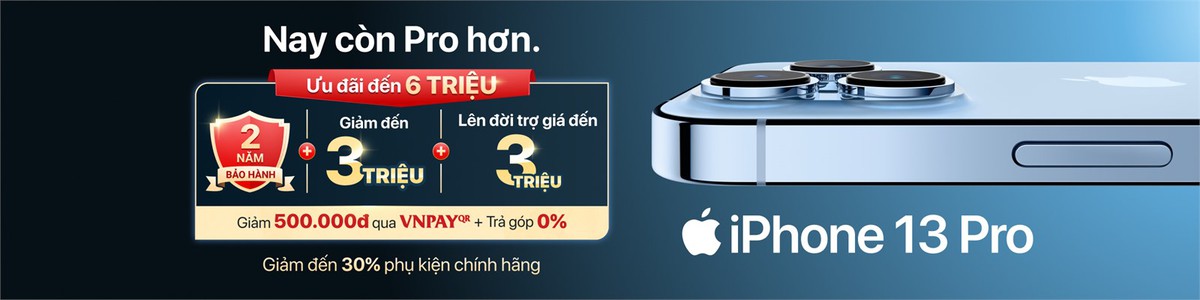 Nay còn Pro hơn.
Ưu đãi đến 6 TRIỆU
2
NĂM
BẢO HÀNH
+
Giảm đến
3 TRIỆU
+
Lên đời trợ giá đến
3 TRIỆU
Giảm 500.000đ qua VNPAYQR + Trả góp 0%
Giảm đến 30% phụ kiện chính hãng
iPhone 13 Pro